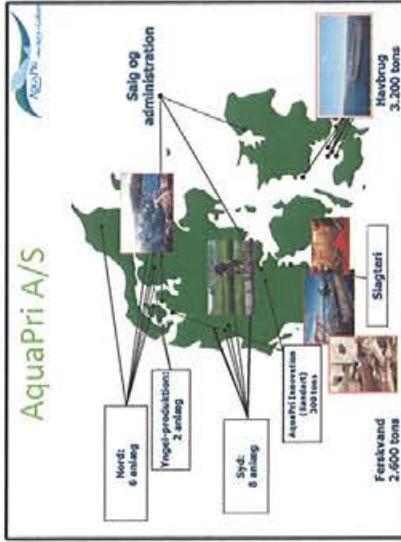 AquaPri A/S
AquaPri
Salg og
administration
Nord:
6 anlæg
Yngel-produktion:
2 anlæg
Syd:
8 anlæg
AquaPri Innovation
(Sandart)
300 tons
Slagteri
Ferskvand
2.600 tons
Havbrug
3.200 tons